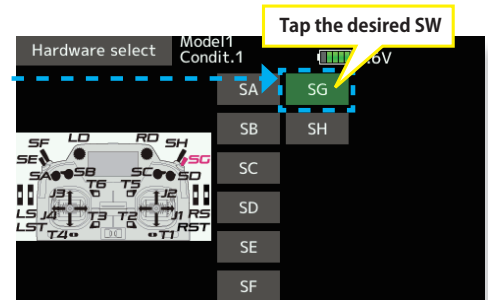 Tap the desired SW
Hardware select
Model1
Condit.1
6V
SA
SG
SB
SH
SC
SD
SE
SF
SF LD RD SH
SE SG
SA SB SC SD
T6 T5
J3 J2
LS J4 T3 T2 J1 RS
LST RST
T4 T1